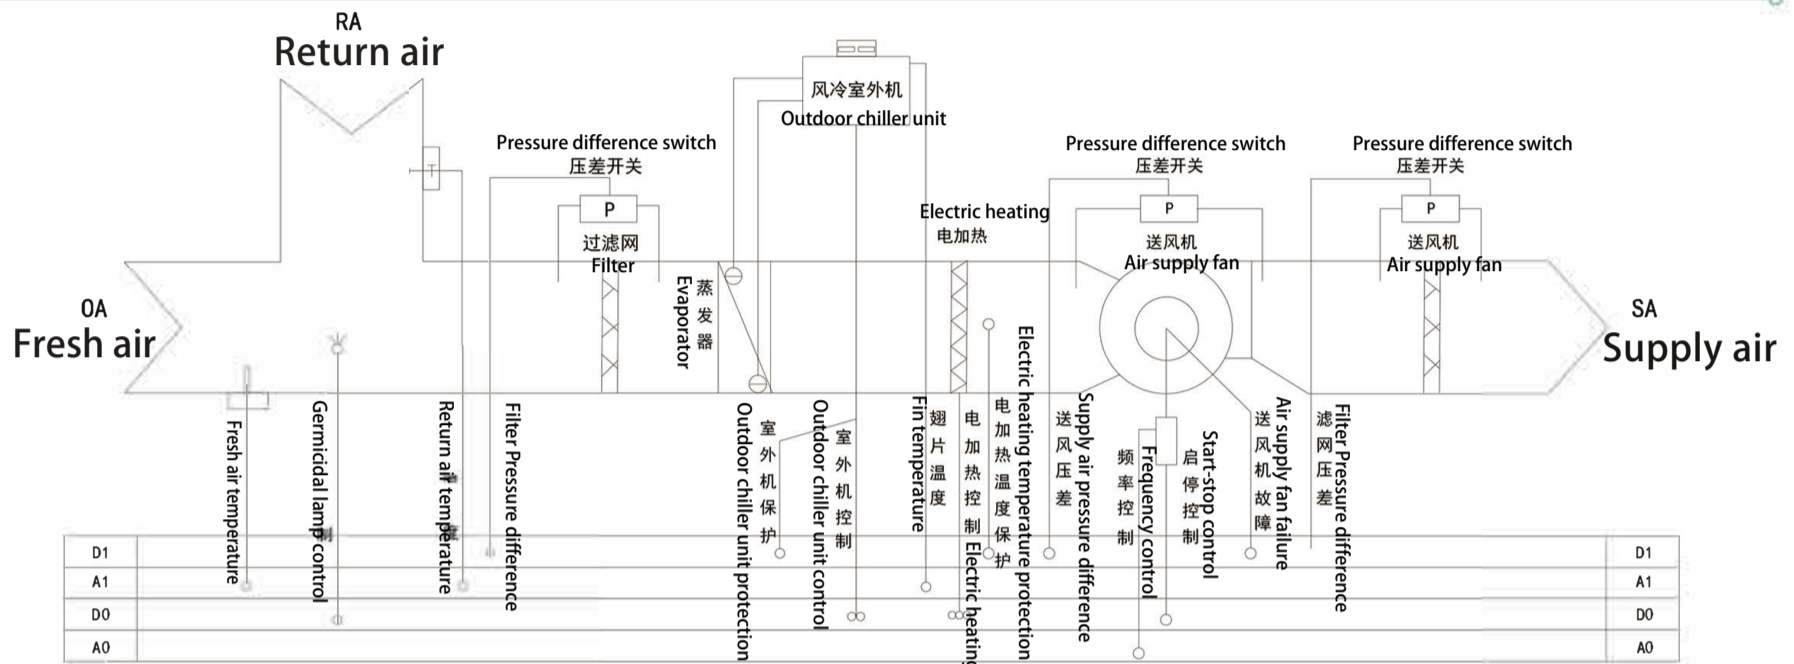 RA
Return air
风冷室外机
Outdoor chiller unit
Pressure difference switch
压差开关
P
过滤网
Filter
T
Electric heating
电加热
Pressure difference switch
压差开关
P
送风机
Air supply fan
Pressure difference switch
压差开关
P
送风机
Air supply fan
OA
Fresh air
蒸发器
Evaporator
SA
Supply air
Fresh air temperature
Germicidal lamp control
Return air temperature
Filter Pressure difference
室外机保护
Outdoor chiller unit protection
室外机控制
Outdoor chiller unit control
翅片温度
Fin temperature
电加热控制
Electric heating
电加热温度保护
Electric heating temperature protection
送风压差
Supply air pressure difference
频率控制
Frequency control
启停控制
Start-stop control
送风机故障
Air supply fan failure
滤网压差
Filter Pressure difference
D1
D1
A1
A1
D0
D0
A0
A0